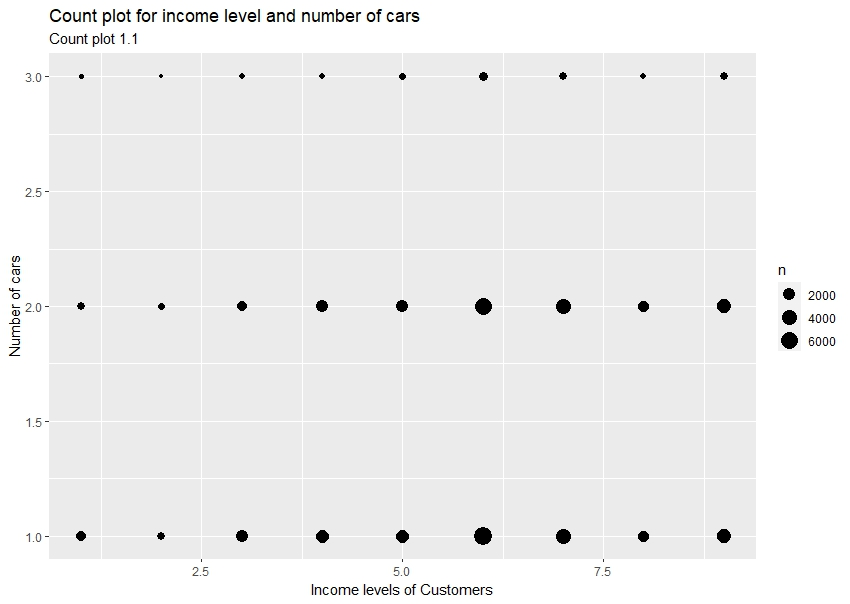 Count plot for income level and number of cars
Count plot 1.1
3.0
2.5
2.0
1.5
1.0
Number of cars
2.5
5.0
7.5
Income levels of Customers
n
2000
4000
6000